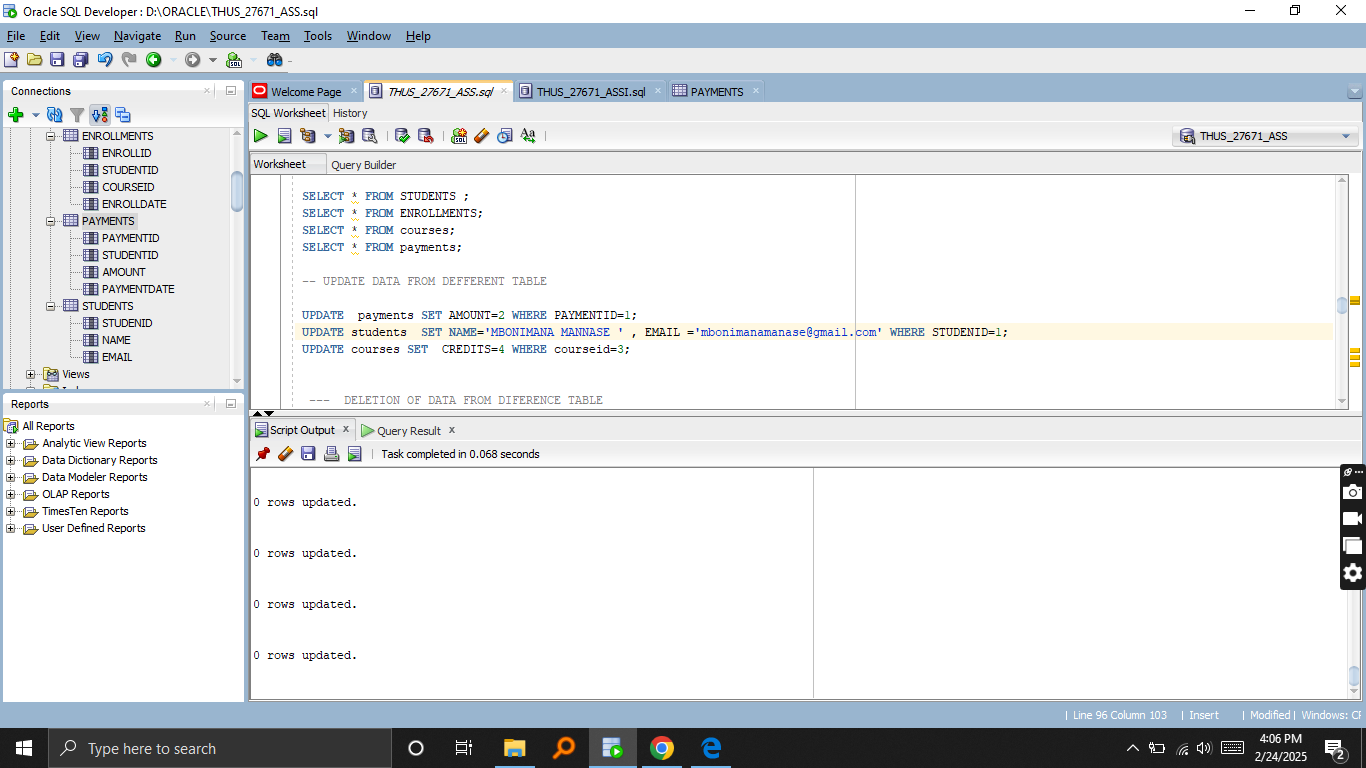 Oracle SQL Developer : D:\ORACLE\THUS_27671_ASS.sql
File Edit View Navigate Run Source Team Tools Window Help
Connections
ENROLLMENTS
ENROLLID
STUDENTID
COURSEID
ENROLLDATE
PAYMENTS
PAYMENTID
STUDENTID
AMOUNT
PAYMENTDATE
STUDENTS
STUDENID
NAME
EMAIL
Views
Reports
All Reports
Analytic View Reports
Data Dictionary Reports
Data Modeler Reports
OLAP Reports
TimesTen Reports
User Defined Reports
Welcome Page THUS_27671_ASS.sql THUS_27671_ASSI.sql PAYMENTS
SQL Worksheet History
THUS_27671_ASS
Worksheet Query Builder
SELECT * FROM STUDENTS ;
SELECT * FROM ENROLLMENTS;
SELECT * FROM courses;
SELECT * FROM payments;
-- UPDATE DATA FROM DEFFERENT TABLE
UPDATE  payments SET AMOUNT=2 WHERE PAYMENTID=1;
UPDATE students  SET NAME='MBONIMANA MANNASE ' , EMAIL ='mbonimanamanase@gmail.com' WHERE STUDENID=1;
UPDATE courses SET  CREDITS=4 WHERE courseid=3;
---  DELETION OF DATA FROM DIFERENCE TABLE
Script Output x Query Result x
Task completed in 0.068 seconds
0 rows updated.
0 rows updated.
0 rows updated.
0 rows updated.
| Line 96 Column 103 | Insert | Modified | Windows:
Type here to search
4:06 PM
2/24/2025
2